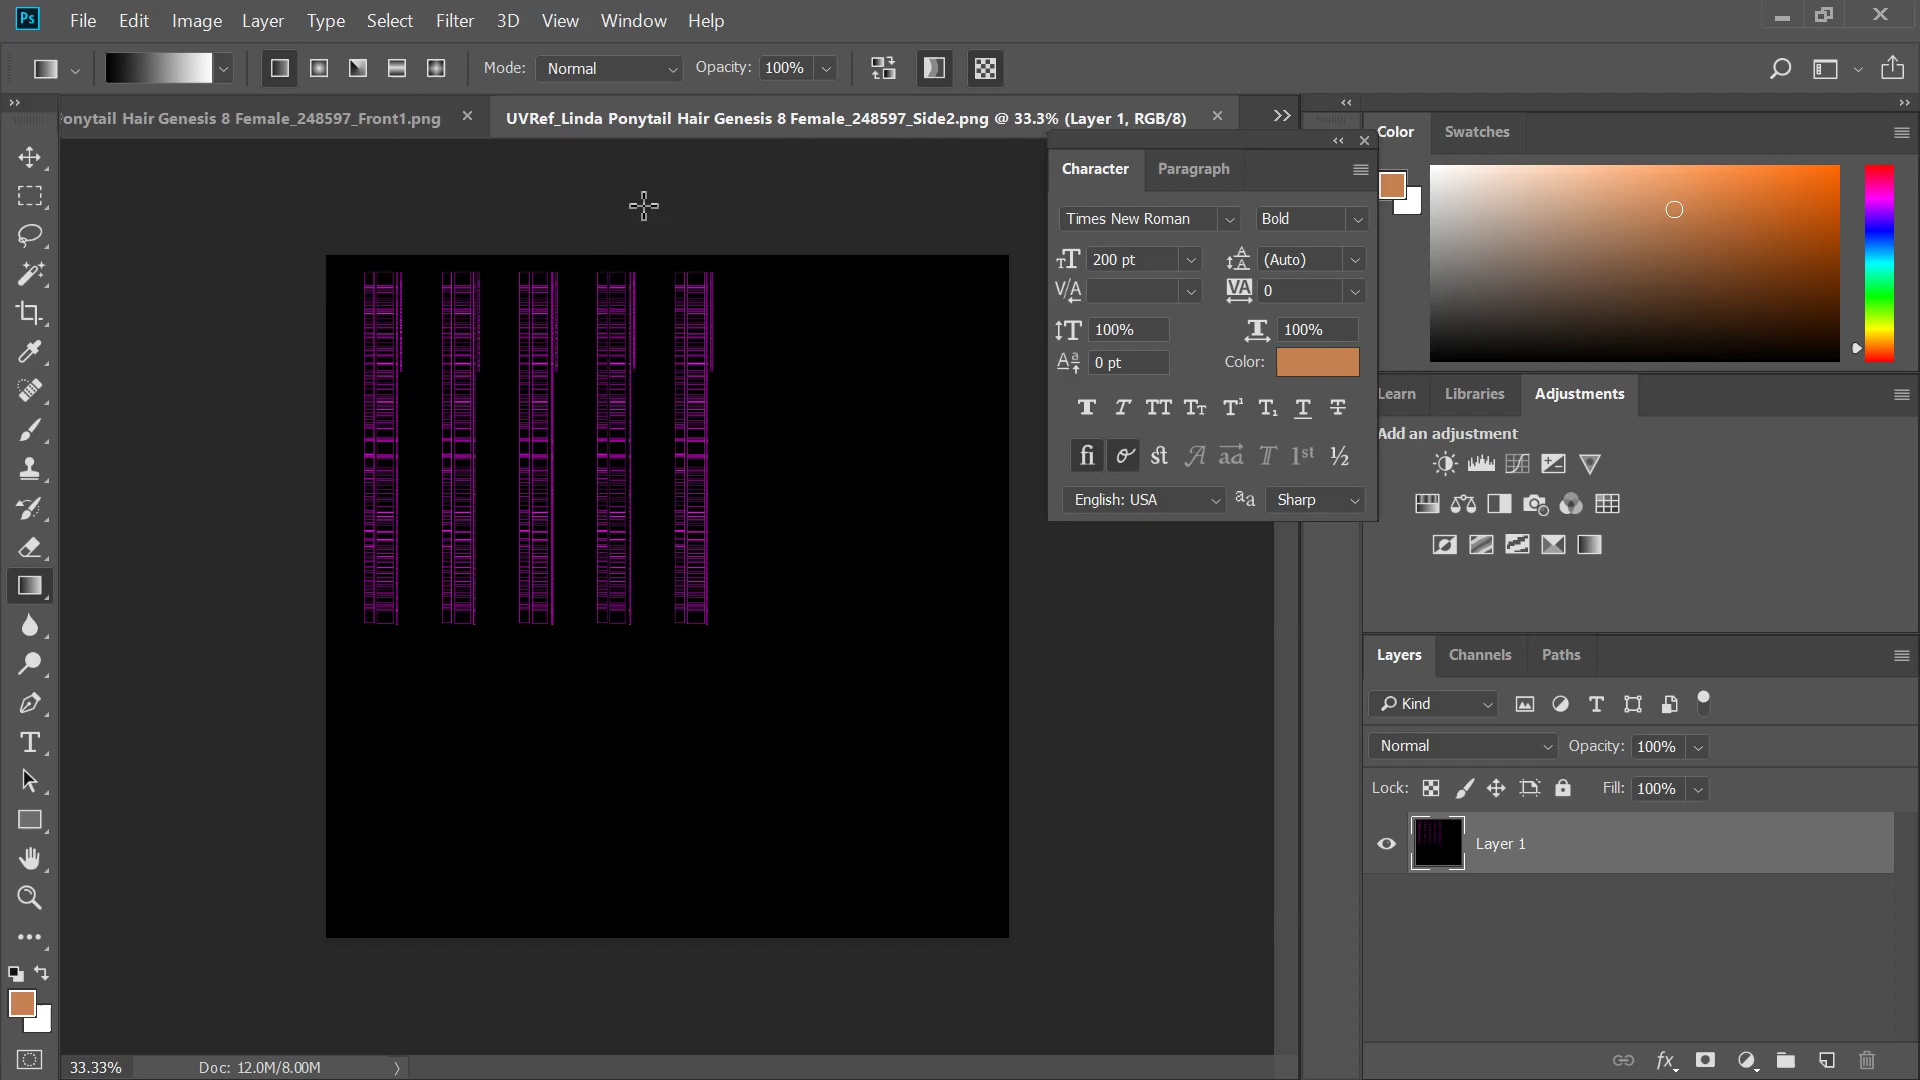 Ps File Edit Image Layer Type Select Filter 3D View Window Help
Mode: Normal Opacity: 100%
onytail Hair Genesis 8 Female_248597_Front1.png
UVRef_Linda Ponytail Hair Genesis 8 Female_248597_Side2.png @ 33.3% (Layer 1, RGB/8)
Color Swatches
Character Paragraph
Times New Roman Bold
200 pt (Auto)
0
100% 100%
0 pt Color:
English: USA Sharp
Learn Libraries Adjustments
Add an adjustment
Layers Channels Paths
Kind
Normal Opacity: 100%
Lock: Fill: 100%
Layer 1
33.33% Doc: 12.0M/8.00M